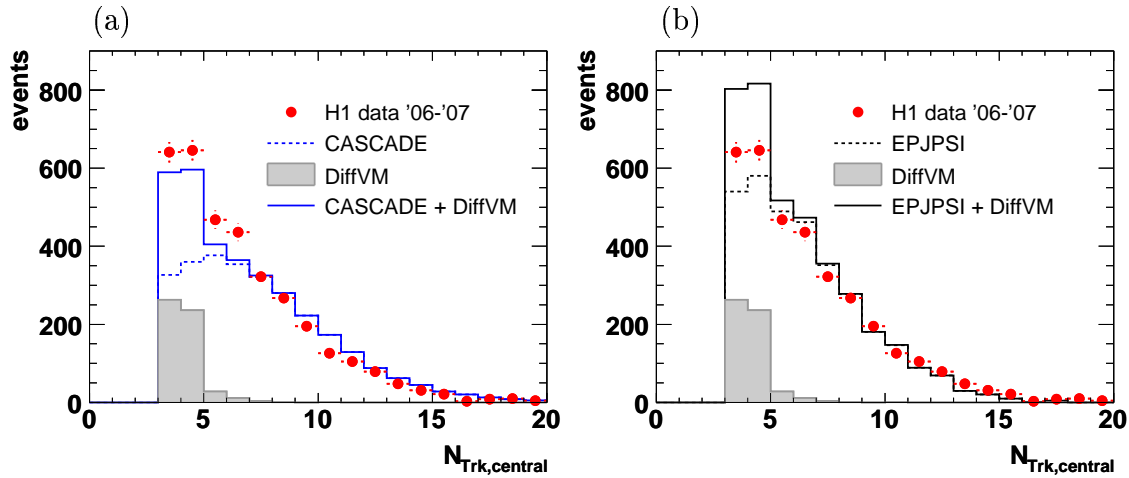 (a)
events
800
600
400
200
0
0 5 10 15 20
N_Trk,central
H1 data '06-'07
CASCADE
DiffVM
CASCADE + DiffVM
(b)
events
800
600
400
200
0
0 5 10 15 20
N_Trk,central
H1 data '06-'07
EPJPSI
DiffVM
EPJPSI + DiffVM